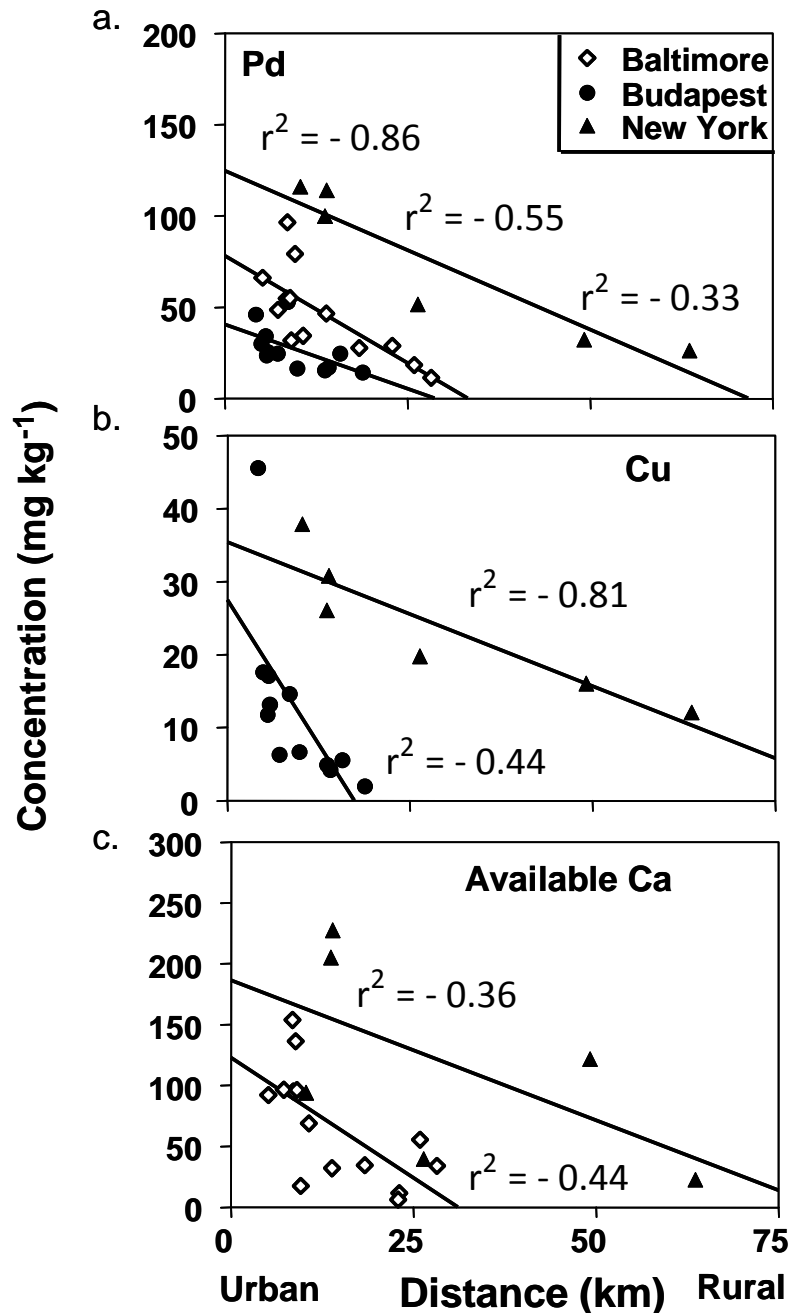 a.
200
150
100
50
0
Pd
Baltimore
Budapest
New York
r² = - 0.86
r² = - 0.55
r² = - 0.33
b.
50
40
30
20
10
0
Cu
r² = - 0.81
r² = - 0.44
Concentration (mg kg⁻¹)
c.
300
250
200
150
100
50
0
Available Ca
r² = - 0.36
r² = - 0.44
0 25 50 75
Urban Distance (km) Rural